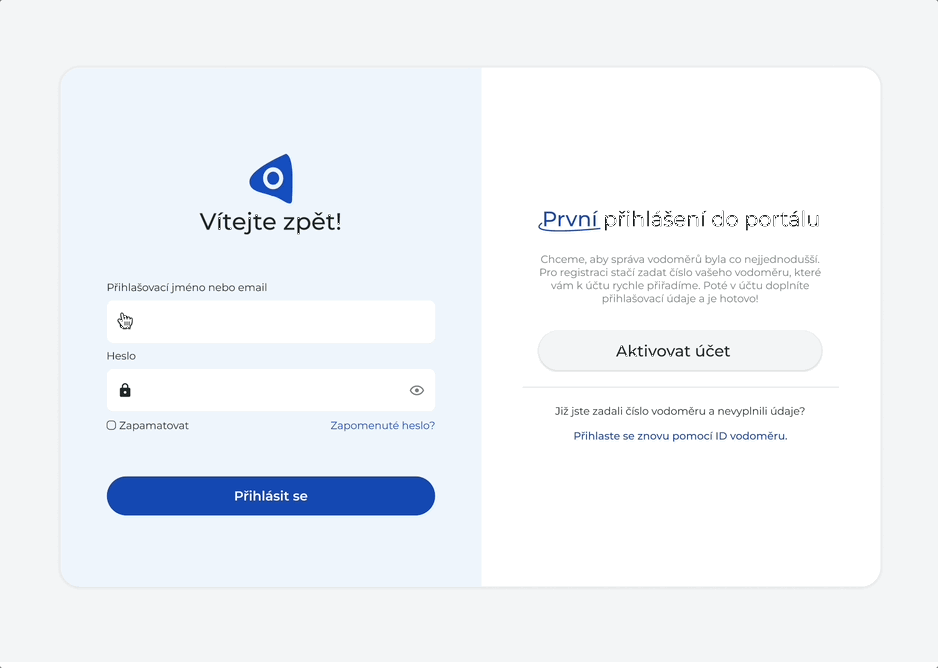 Vítejte zpět!
Přihlašovací jméno nebo email
Heslo
Zapamatovat
Zapomenuté heslo?
Přihlásit se
První přihlášení do portálu
Chceme, aby správa vodoměrů byla co nejjednodušší.
Pro registraci stačí zadat číslo vašeho vodoměru, které
vám k účtu rychle přiřadíme. Poté v účtu doplníte
přihlašovací údaje a je hotovo!
Aktivovat účet
Již jste zadali číslo vodoměru a nevyplnili údaje?
Přihlaste se znovu pomocí ID vodoměru.